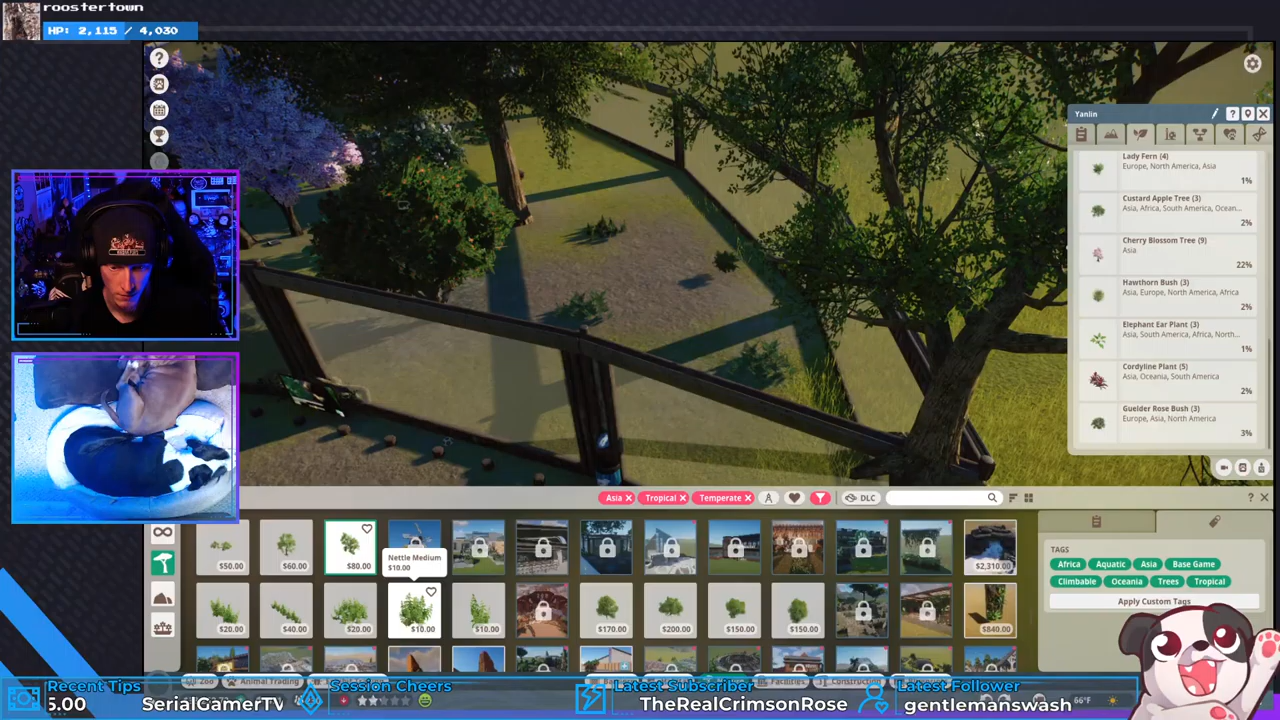 roostertown
HP: 2,115 / 4,030
?
Yanlin
?
Lady Fern (4)
Europe, North America, Asia
1%
Custard Apple Tree (3)
Asia, Africa, South America, Ocean...
2%
Cherry Blossom Tree (9)
Asia
22%
Hawthorn Bush (3)
Asia, Europe, North America, Africa
2%
Elephant Ear Plant (3)
Asia, South America, Africa, North...
1%
Cordyline Plant (5)
Asia, Oceania, South America
2%
Guelder Rose Bush (3)
Europe, Asia, North America
3%
Asia
Tropical
Temperate
DLC
?
$50.00
$60.00
$80.00
$2,310.00
Nettle Medium
$10.00
$20.00
$40.00
$20.00
$10.00
$10.00
$170.00
$200.00
$150.00
$150.00
$840.00
TAGS
Africa
Aquatic
Asia
Base Game
Climbable
Oceania
Trees
Tropical
Apply Custom Tags
Zoo
Animal Trading
Facilities
Recent Tips
5.00
SerialGamerTV
Session Cheers
Latest Subscriber
TheRealCrimsonRose
Latest Follower
gentlemanswash
66°F